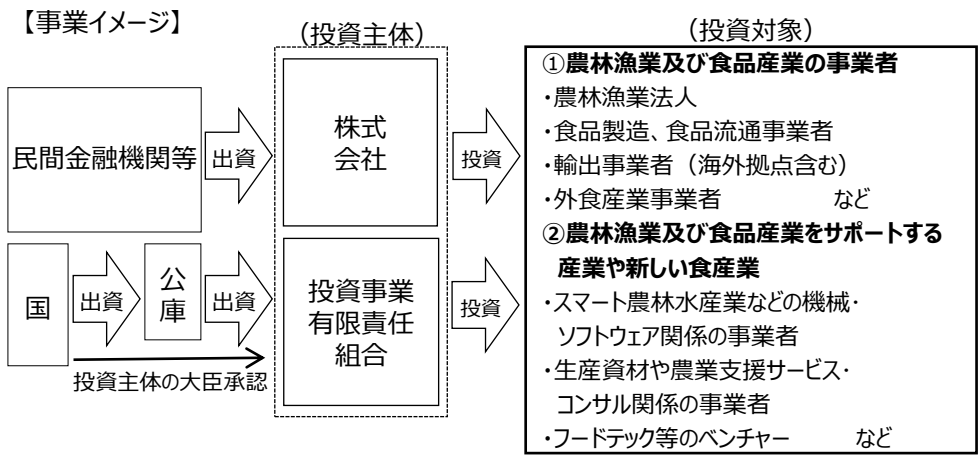 【事業イメージ】
（投資主体）
（投資対象）
民間金融機関等
出資
株式
会社
投資
国
出資
公
庫
出資
投資事業
有限責任
組合
投資
投資主体の大臣承認
①農林漁業及び食品産業の事業者
・農林漁業法人
・食品製造、食品流通事業者
・輸出事業者（海外拠点含む）
・外食産業事業者　　　　など
②農林漁業及び食品産業をサポートする
産業や新しい食産業
・スマート農林水産業などの機械・
ソフトウェア関係の事業者
・生産資材や農業支援サービス・
コンサル関係の事業者
・フードテック等のベンチャー　　　など